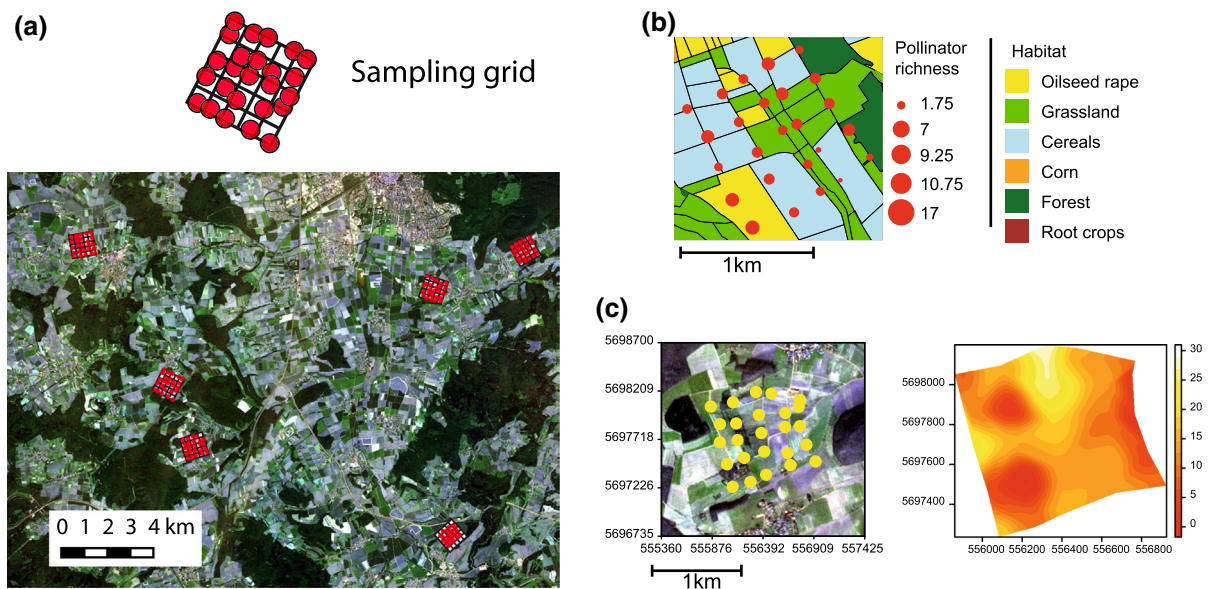 (a)
Sampling grid
0 1 2 3 4 km
(b)
Pollinator
richness
1.75
7
9.25
10.75
17
Habitat
Oilseed rape
Grassland
Cereals
Corn
Forest
Root crops
1km
(c)
5698700
5698209
5697718
5697226
5696735
555360 555876 556392 556909 557425
1km
5698000
5697800
5697600
5697400
556000 556200 556400 556600 556800
30
25
20
15
10
5
0